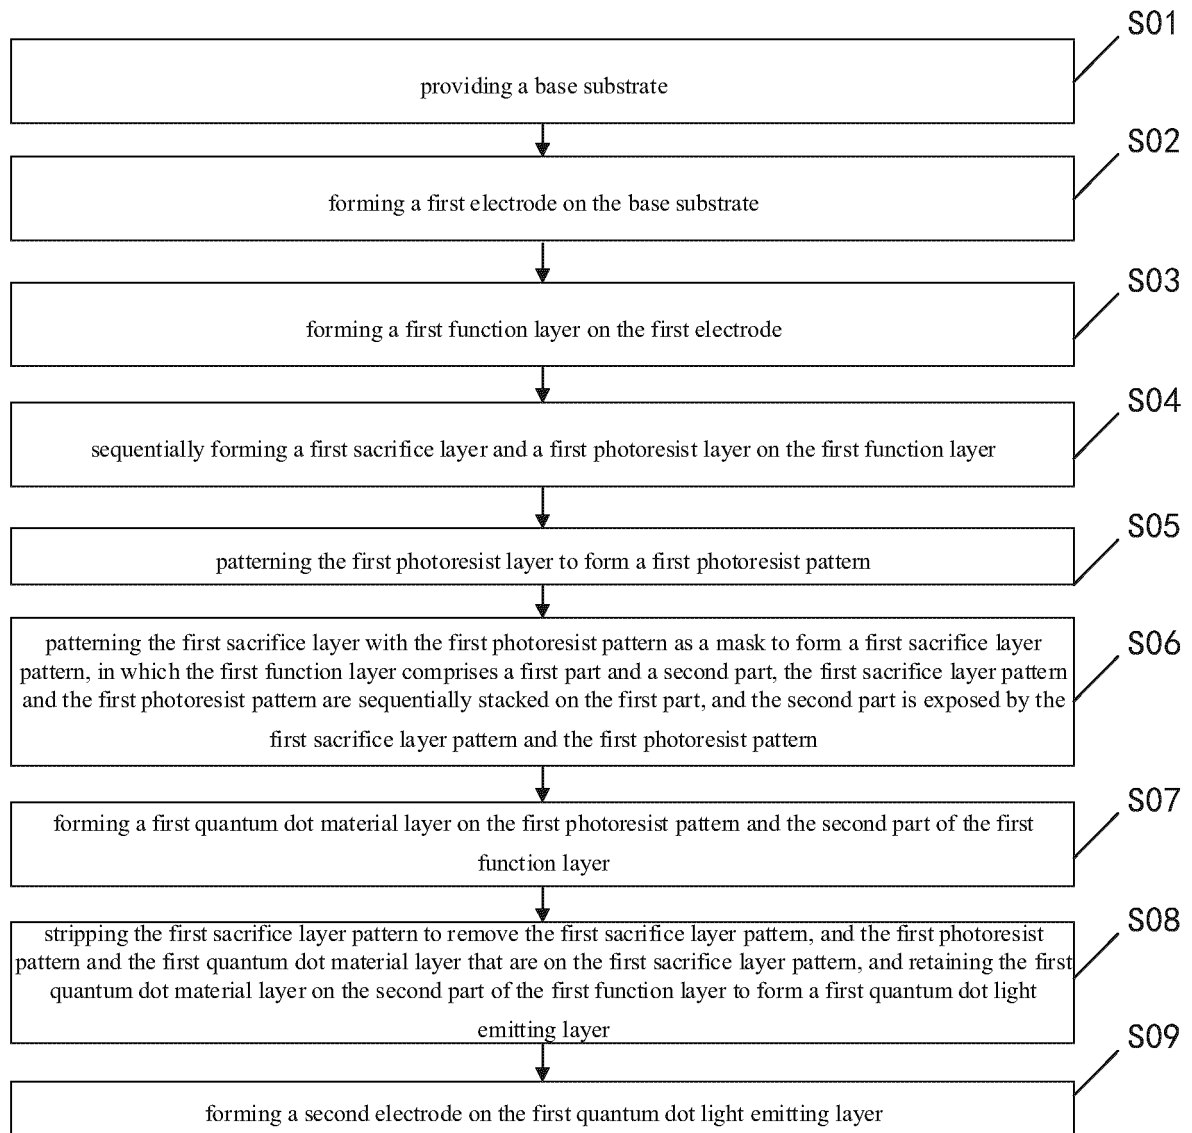 S01
providing a base substrate
S02
forming a first electrode on the base substrate
S03
forming a first function layer on the first electrode
S04
sequentially forming a first sacrifice layer and a first photoresist layer on the first function layer
S05
patterning the first photoresist layer to form a first photoresist pattern
S06
patterning the first sacrifice layer with the first photoresist pattern as a mask to form a first sacrifice layer
pattern, in which the first function layer comprises a first part and a second part, the first sacrifice layer pattern
and the first photoresist pattern are sequentially stacked on the first part, and the second part is exposed by the
first sacrifice layer pattern and the first photoresist pattern
S07
forming a first quantum dot material layer on the first photoresist pattern and the second part of the first
function layer
S08
stripping the first sacrifice layer pattern to remove the first sacrifice layer pattern, and the first photoresist
pattern and the first quantum dot material layer that are on the first sacrifice layer pattern, and retaining the first
quantum dot material layer on the second part of the first function layer to form a first quantum dot light
emitting layer
S09
forming a second electrode on the first quantum dot light emitting layer